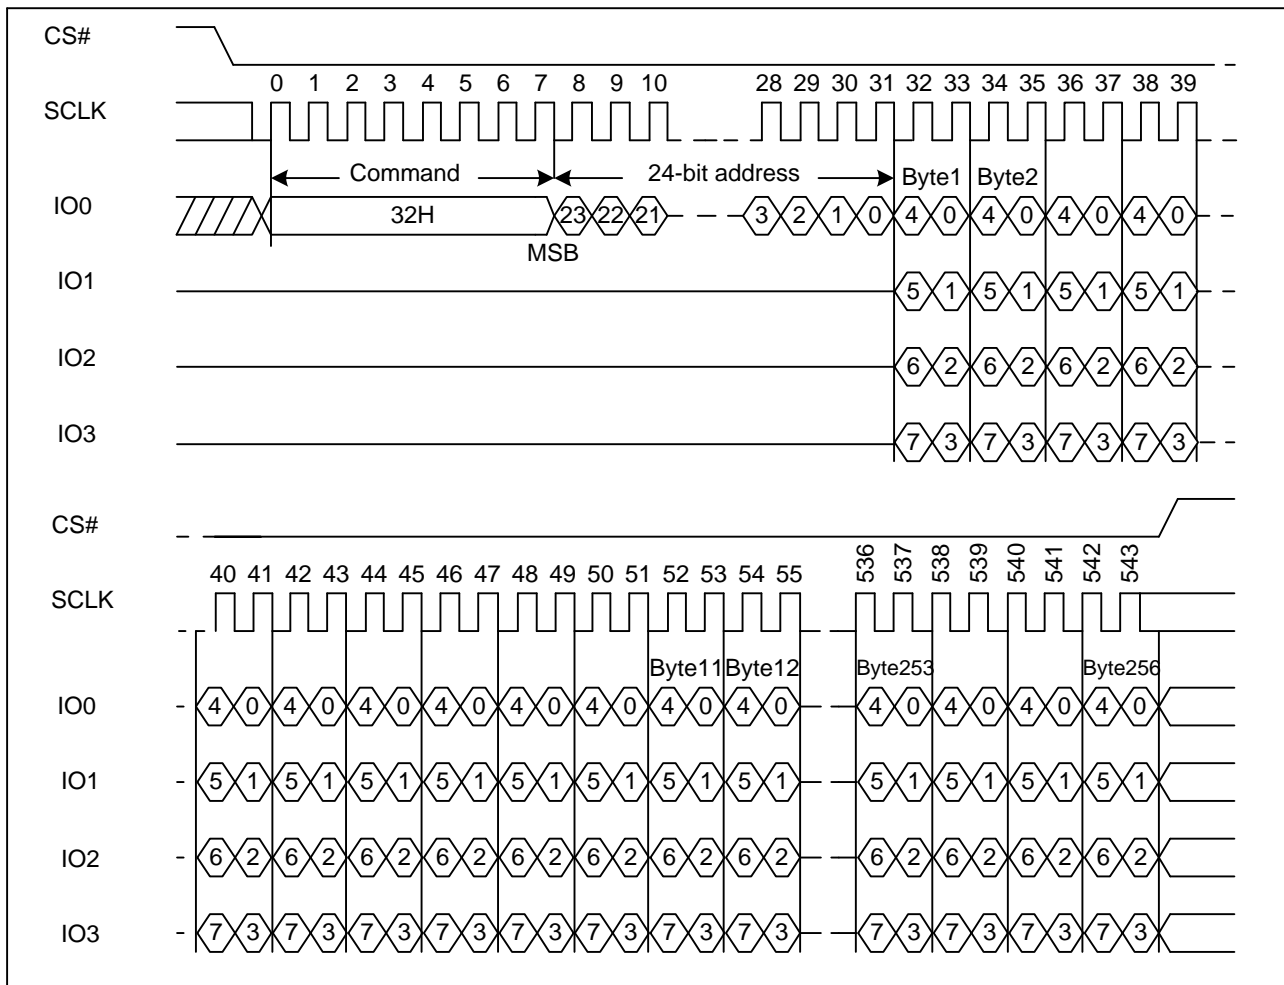 CS#
0 1 2 3 4 5 6 7 8 9 10 28 29 30 31 32 33 34 35 36 37 38 39
SCLK
Command 24-bit address Byte1 Byte2
IO0 32H 23 22 21 3 2 1 0 4 0 4 0 4 0 4 0
MSB
IO1 5 1 5 1 5 1 5 1
IO2 6 2 6 2 6 2 6 2
IO3 7 3 7 3 7 3 7 3
CS#
40 41 42 43 44 45 46 47 48 49 50 51 52 53 54 55 536 537 538 539 540 541 542 543
SCLK
Byte11 Byte12 Byte253 Byte256
IO0 4 0 4 0 4 0 4 0 4 0 4 0 4 0 4 0 4 0 4 0 4 0 4 0
IO1 5 1 5 1 5 1 5 1 5 1 5 1 5 1 5 1 5 1 5 1 5 1 5 1
IO2 6 2 6 2 6 2 6 2 6 2 6 2 6 2 6 2 6 2 6 2 6 2 6 2
IO3 7 3 7 3 7 3 7 3 7 3 7 3 7 3 7 3 7 3 7 3 7 3 7 3